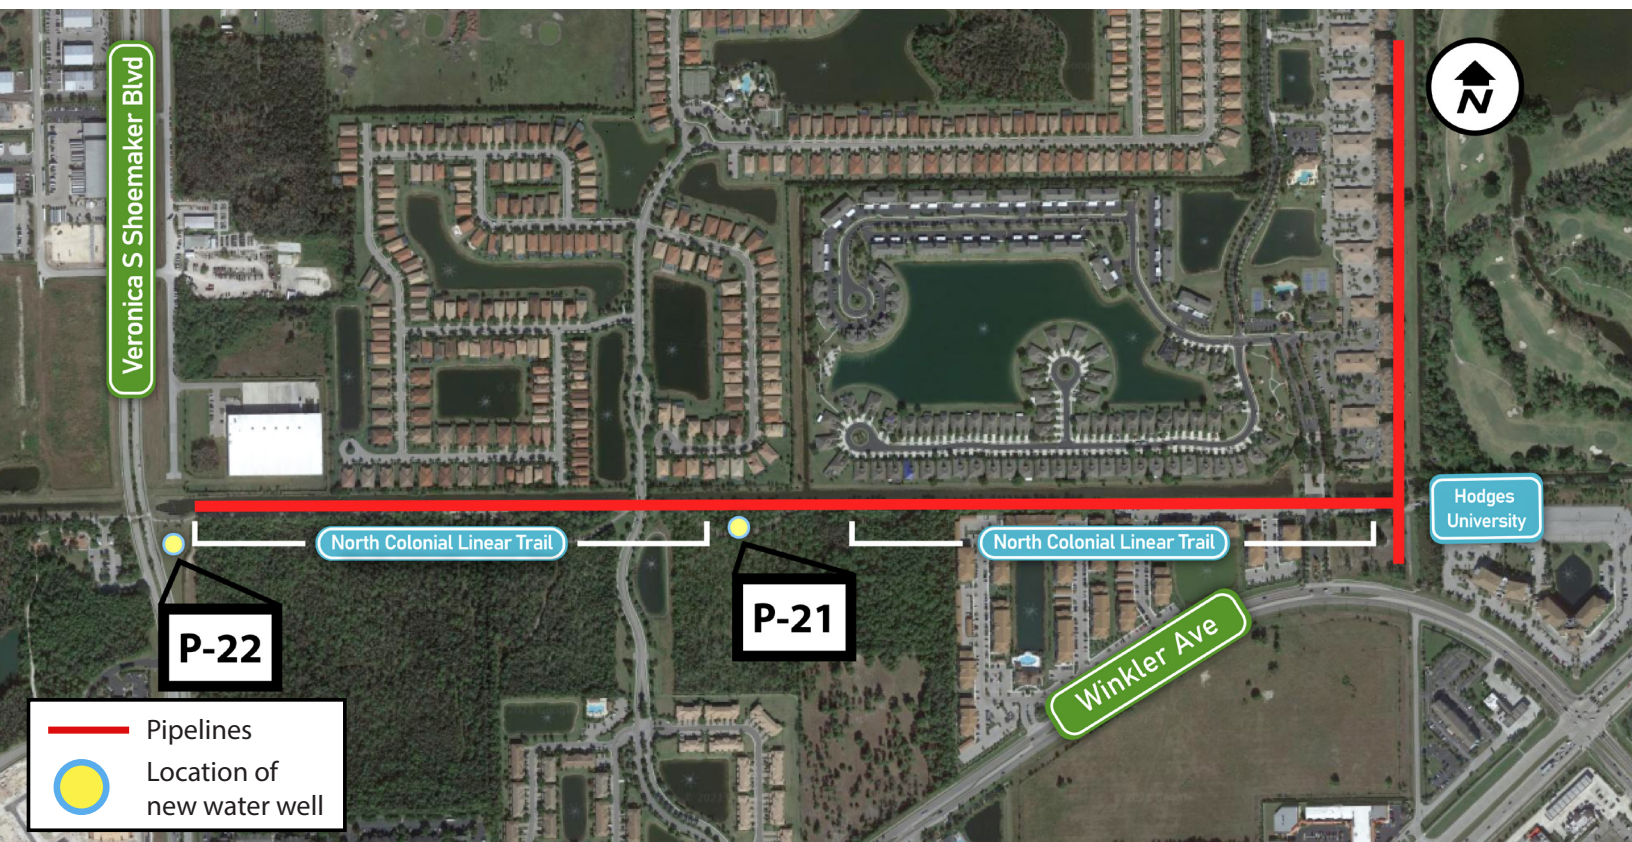 Veronica S Shoemaker Blvd
N
Hodges
University
North Colonial Linear Trail
North Colonial Linear Trail
P-21
P-22
Winkler Ave
Pipelines
Location of
new water well